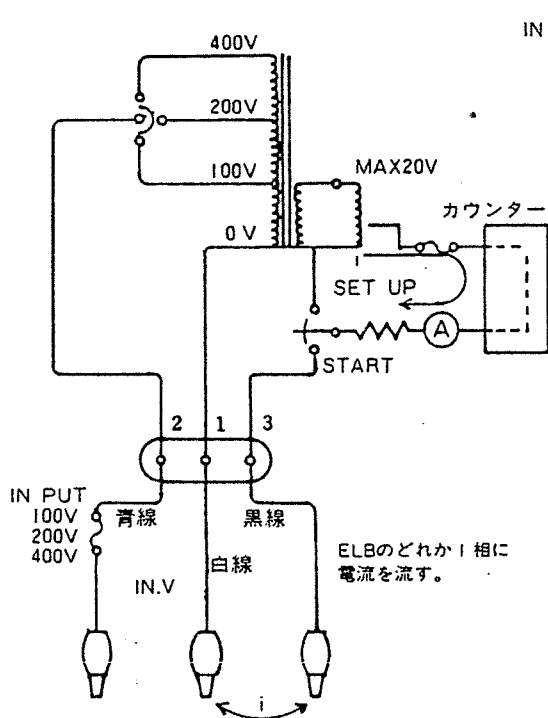 IN
400V
200V
100V
0V
MAX20V
カウンター
SET UP
A
START
2 1 3
IN PUT
100V
200V
400V
青線
黒線
白線
IN.V
ELBのどれか1相に
電流を流す。
i